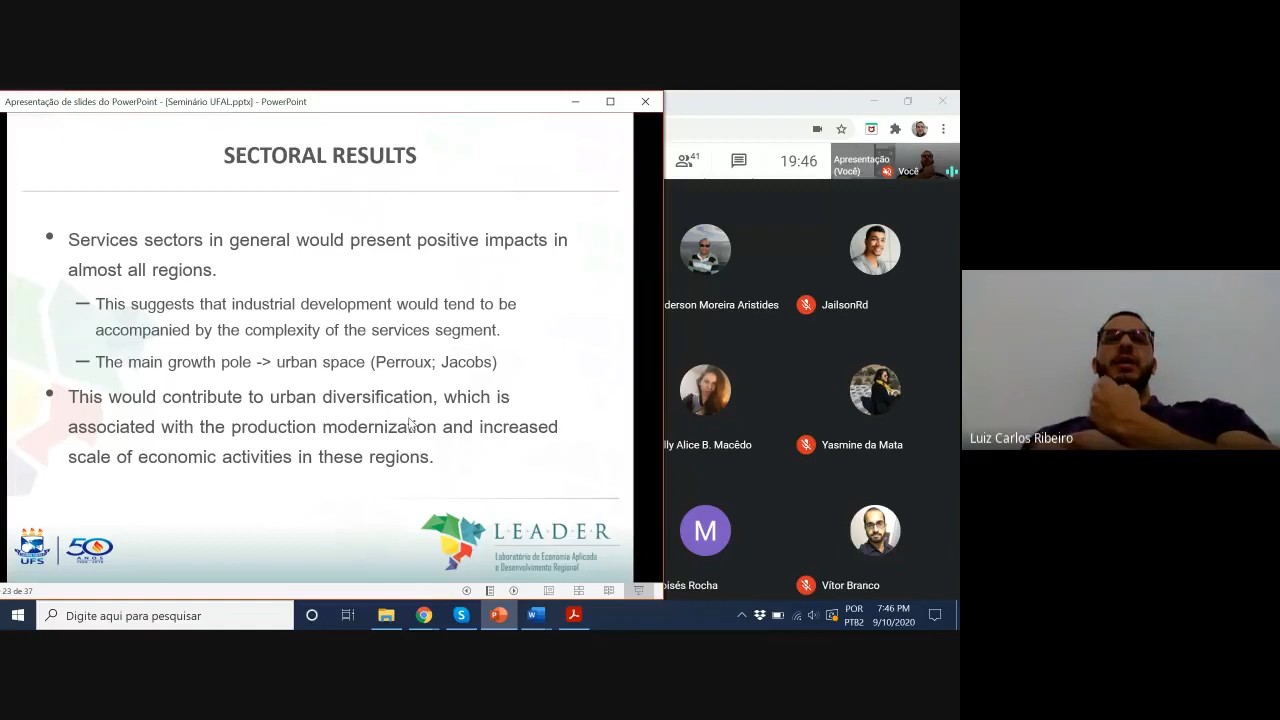 Apresentação de slides do PowerPoint - [Seminário UFAL.pptx] - PowerPoint
SECTORAL RESULTS
• Services sectors in general would present positive impacts in
almost all regions.
— This suggests that industrial development would tend to be
accompanied by the complexity of the services segment.
— The main growth pole -> urban space (Perroux; Jacobs)
• This would contribute to urban diversification, which is
associated with the production modernization and increased
scale of economic activities in these regions.
UFS
50
ANOS
LEADER
Laboratório de Economia Aplicada
e Desenvolvimento Regional
23 de 37
41
19:46
Apresentação
(Você)
Você
derson Moreira Aristides
JailsonRd
lly Alice B. Macêdo
Yasmine da Mata
M
oisés Rocha
Vítor Branco
Luiz Carlos Ribeiro
Digite aqui para pesquisar
POR
PTB2
7:46 PM
9/10/2020